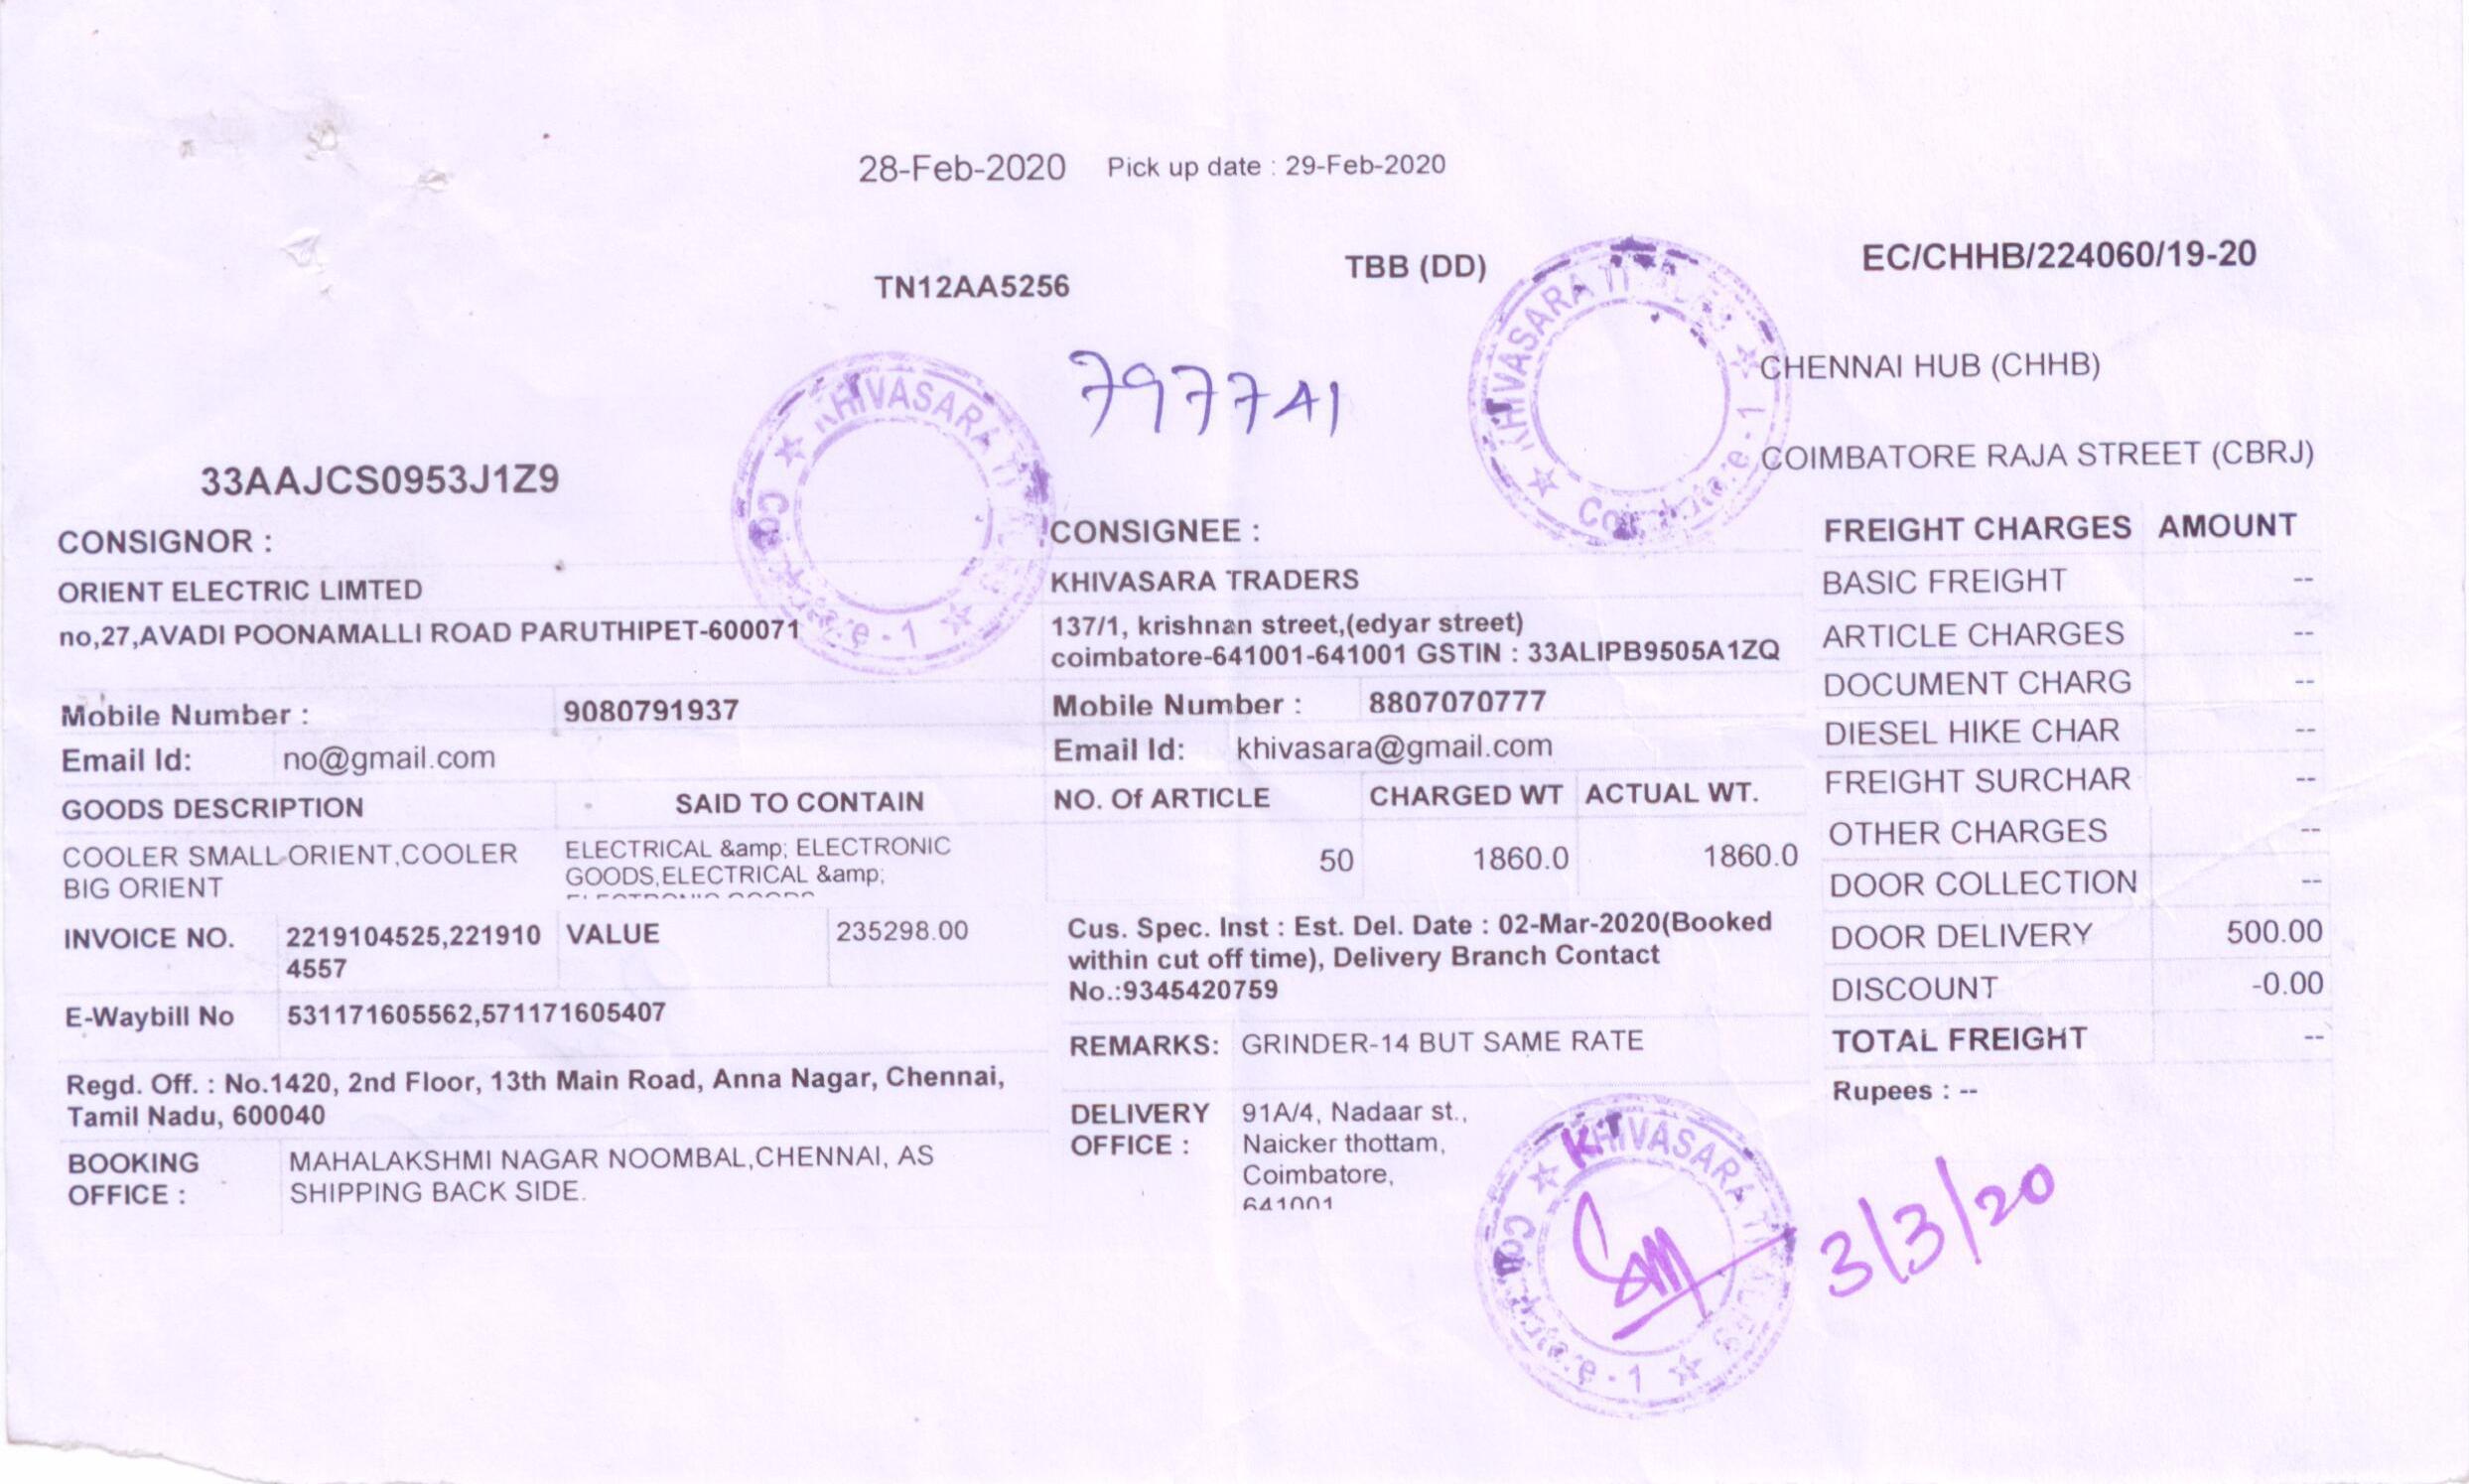 28-Feb-2020 Pick up date : 29-Feb-2020
TN12AA5256
TBB (DD)
EC/CHHB/224060/19-20
797741
CHENNAI HUB (CHHB)
COIMBATORE RAJA STREET (CBRJ)
33AAJCS0953J1Z9
CONSIGNOR :
ORIENT ELECTRIC LIMTED
no,27,AVADI POONAMALLI ROAD PARUTHIPET-600071
Mobile Number : 9080791937
Email Id: no@gmail.com
GOODS DESCRIPTION SAID TO CONTAIN
COOLER SMALL ORIENT,COOLER
BIG ORIENT
ELECTRICAL &amp; ELECTRONIC
GOODS,ELECTRICAL &amp;
ELECTRONIC GOODS
INVOICE NO. 2219104525,221910
4557
VALUE 235298.00
E-Waybill No 531171605562,571171605407
Regd. Off. : No.1420, 2nd Floor, 13th Main Road, Anna Nagar, Chennai,
Tamil Nadu, 600040
BOOKING
OFFICE :
MAHALAKSHMI NAGAR NOOMBAL,CHENNAI, AS
SHIPPING BACK SIDE.
CONSIGNEE :
KHIVASARA TRADERS
137/1, krishnan street,(edyar street)
coimbatore-641001-641001 GSTIN : 33ALIPB9505A1ZQ
Mobile Number : 8807070777
Email Id: khivasara@gmail.com
NO. Of ARTICLE CHARGED WT ACTUAL WT.
50 1860.0 1860.0
Cus. Spec. Inst : Est. Del. Date : 02-Mar-2020(Booked
within cut off time), Delivery Branch Contact
No.:9345420759
REMARKS: GRINDER-14 BUT SAME RATE
DELIVERY
OFFICE :
91A/4, Nadaar st.,
Naicker thottam,
Coimbatore,
641001
FREIGHT CHARGES AMOUNT
BASIC FREIGHT --
ARTICLE CHARGES --
DOCUMENT CHARG --
DIESEL HIKE CHAR --
FREIGHT SURCHAR --
OTHER CHARGES --
DOOR COLLECTION --
DOOR DELIVERY 500.00
DISCOUNT -0.00
TOTAL FREIGHT --
Rupees : --
KHIVASARA
KHIVASARA
KHIVASARA
3/3/20